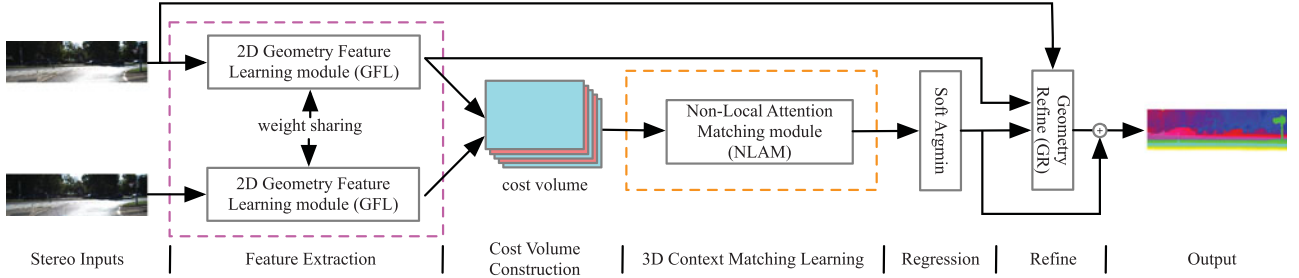 2D Geometry Feature
Learning module (GFL)
weight sharing
2D Geometry Feature
Learning module (GFL)
cost volume
Non-Local Attention
Matching module
(NLAM)
Soft Argmin
Geometry
Refine (GR)
+
Stereo Inputs
Feature Extraction
Cost Volume
Construction
3D Context Matching Learning
Regression
Refine
Output